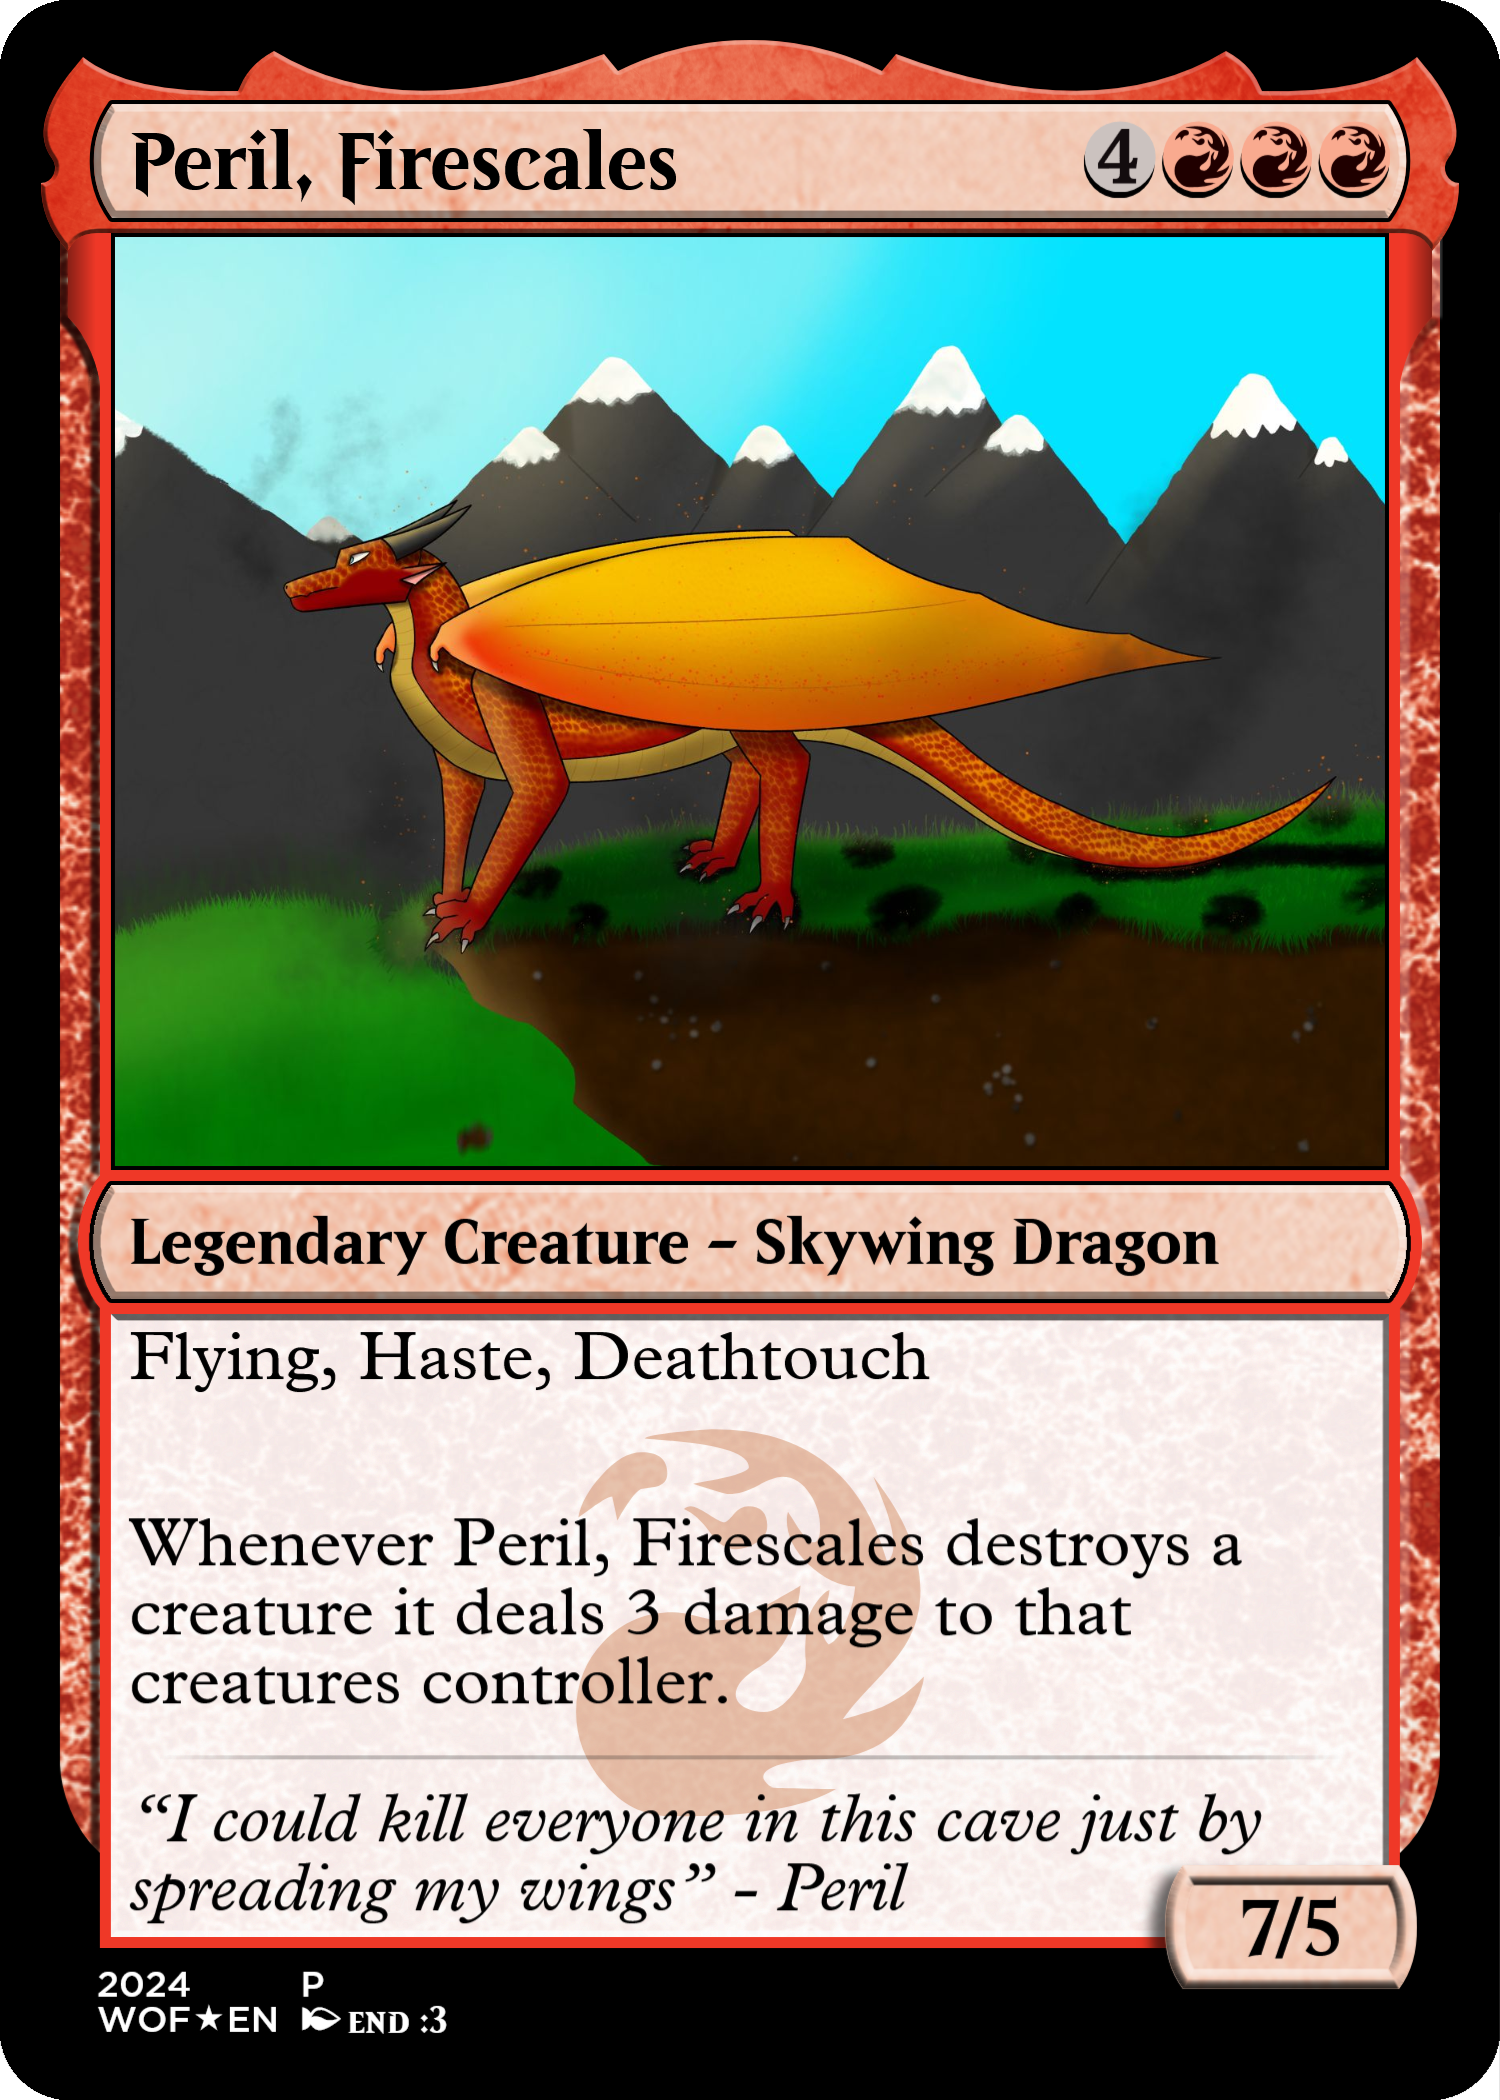 Peril, Firescales 4
Legendary Creature – Skywing Dragon
Flying, Haste, Deathtouch
Whenever Peril, Firescales destroys a
creature it deals 3 damage to that
creatures controller.
“I could kill everyone in this cave just by
spreading my wings” – Peril
7/5
2024 P
WOF★EN END :3